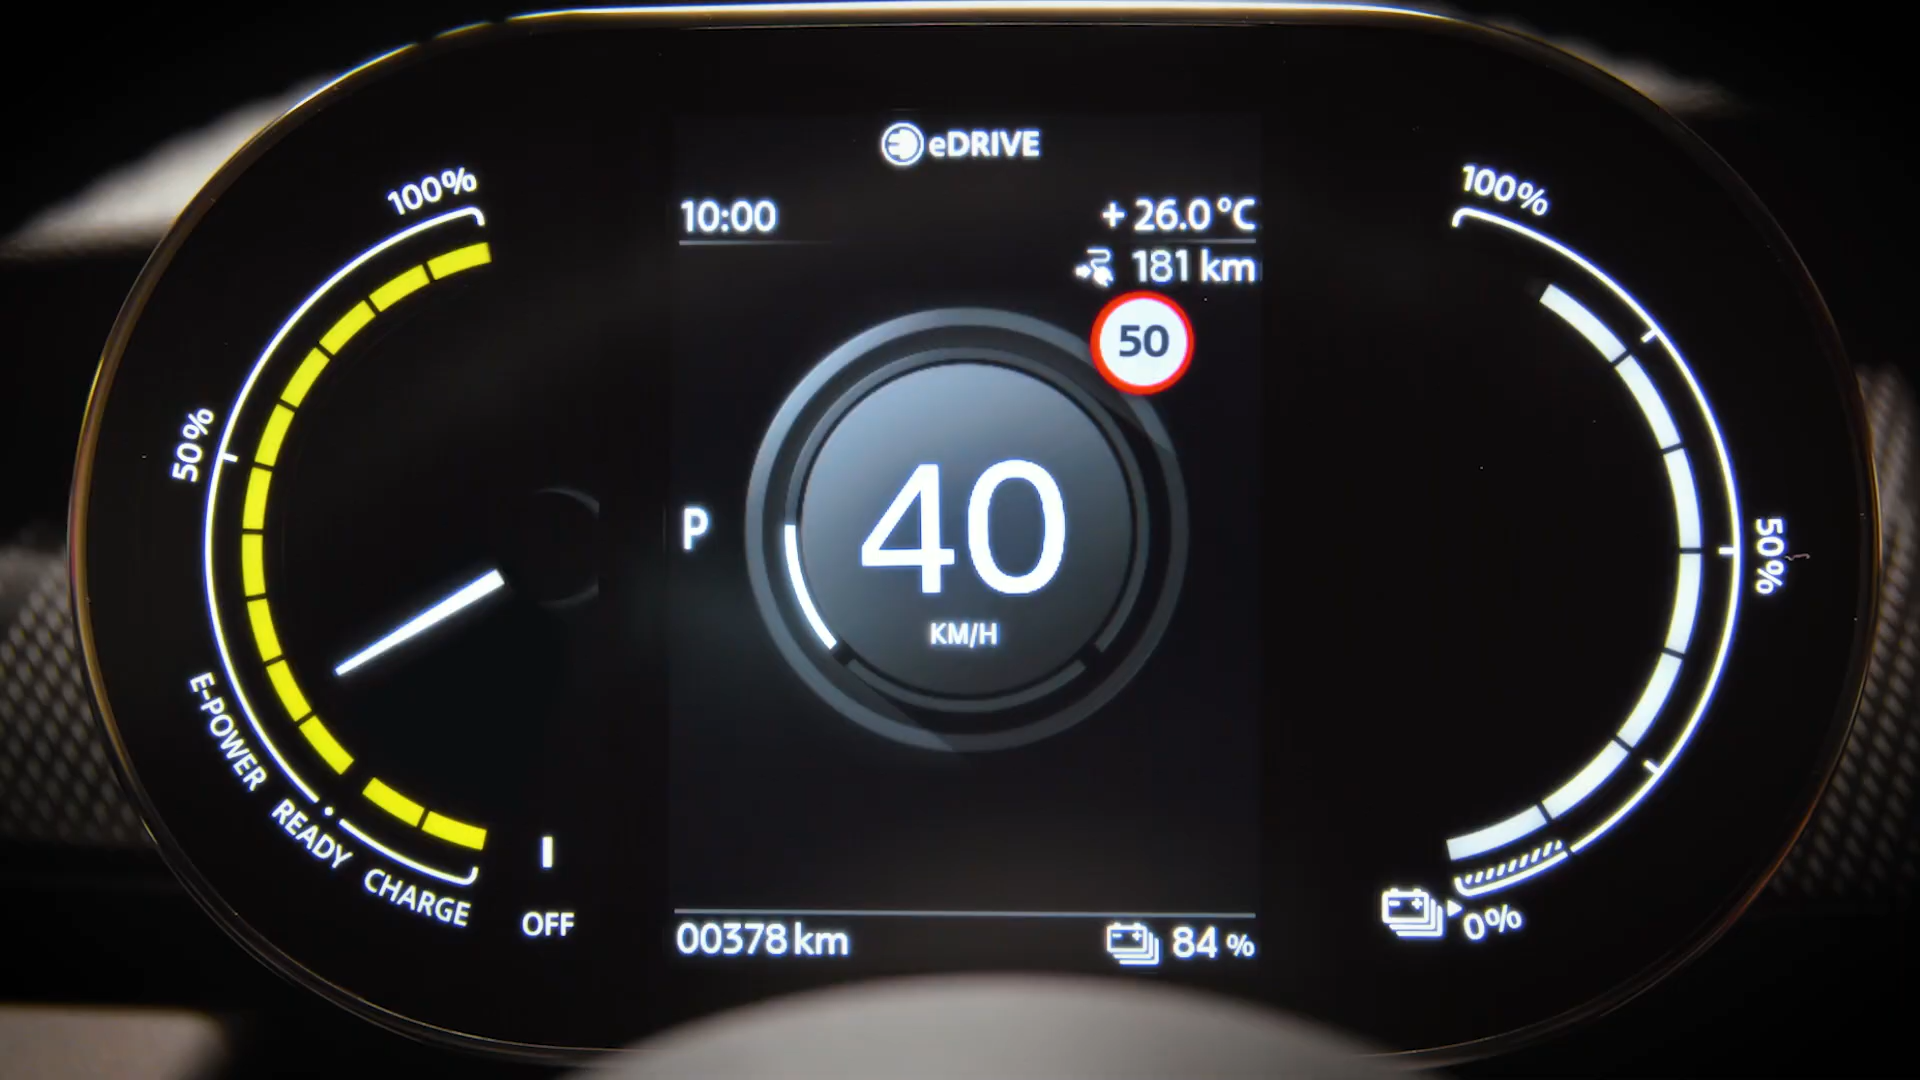 eDRIVE
10:00
+ 26.0 °C
181 km
50
P
40
KM/H
00378 km
84 %
100%
50%
E-POWER
READY
CHARGE
OFF
100%
50%
0%